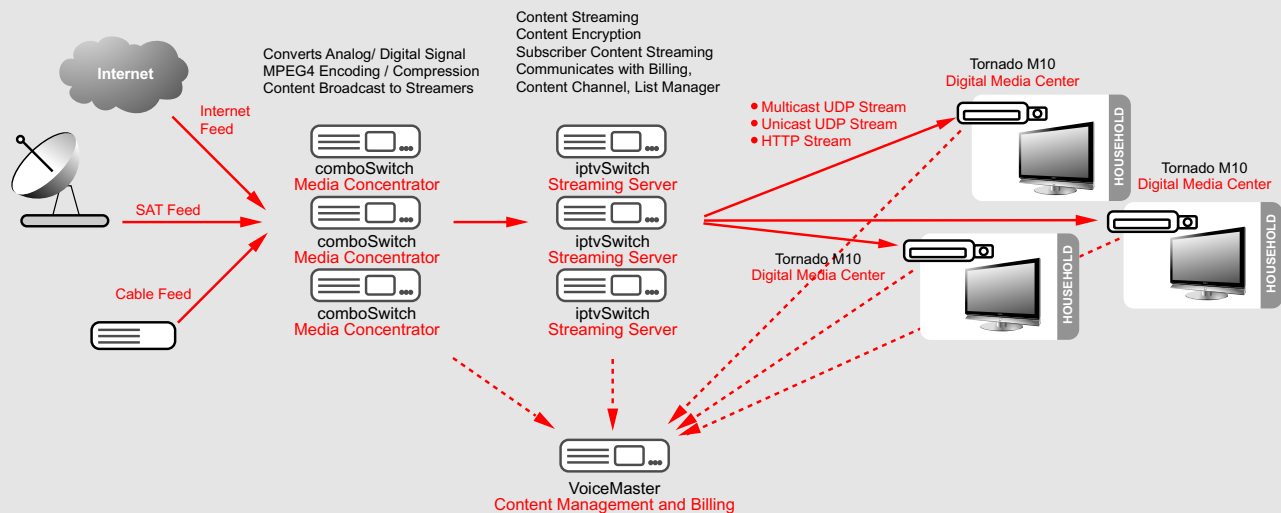 Internet
Internet
Feed
SAT Feed
Cable Feed
Converts Analog/ Digital Signal
MPEG4 Encoding / Compression
Content Broadcast to Streamers
comboSwitch
Media Concentrator
comboSwitch
Media Concentrator
comboSwitch
Media Concentrator
Content Streaming
Content Encryption
Subscriber Content Streaming
Communicates with Billing,
Content Channel, List Manager
iptvSwitch
Streaming Server
iptvSwitch
Streaming Server
iptvSwitch
Streaming Server
• Multicast UDP Stream
• Unicast UDP Stream
• HTTP Stream
Tornado M10
Digital Media Center
HOUSEHOLD
Tornado M10
Digital Media Center
HOUSEHOLD
Tornado M10
Digital Media Center
HOUSEHOLD
VoiceMaster
Content Management and Billing